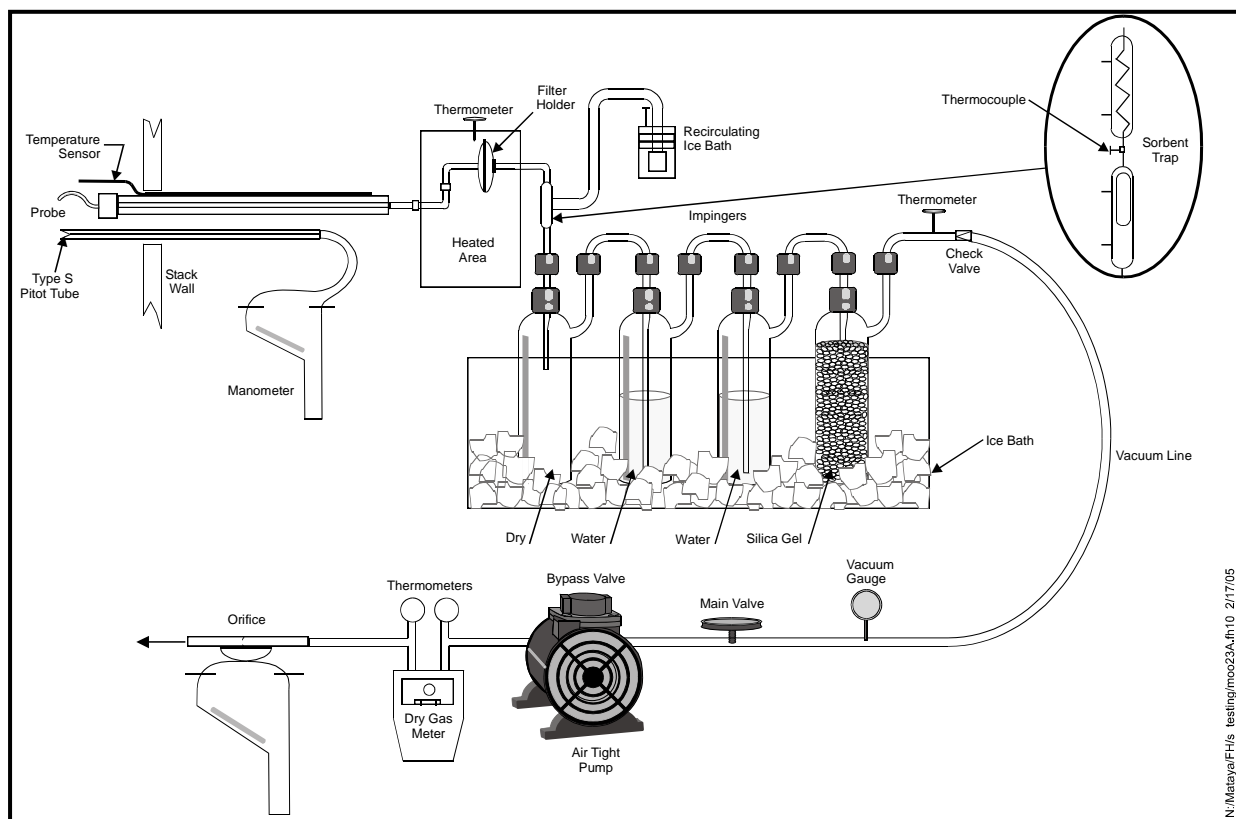 Temperature
Sensor
Probe
Type S
Pitot Tube
Stack
Wall
Manometer
Thermometer
Filter
Holder
Heated
Area
Recirculating
Ice Bath
Impingers
Thermocouple
Sorbent
Trap
Thermometer
Check
Valve
Vacuum Line
Ice Bath
Dry
Water
Water
Silica Gel
Vacuum
Gauge
Main Valve
Bypass Valve
Air Tight
Pump
Thermometers
Dry Gas
Meter
Orifice
N:/Mataya/FH/s_testing/moo23A.fh10 2/17/05